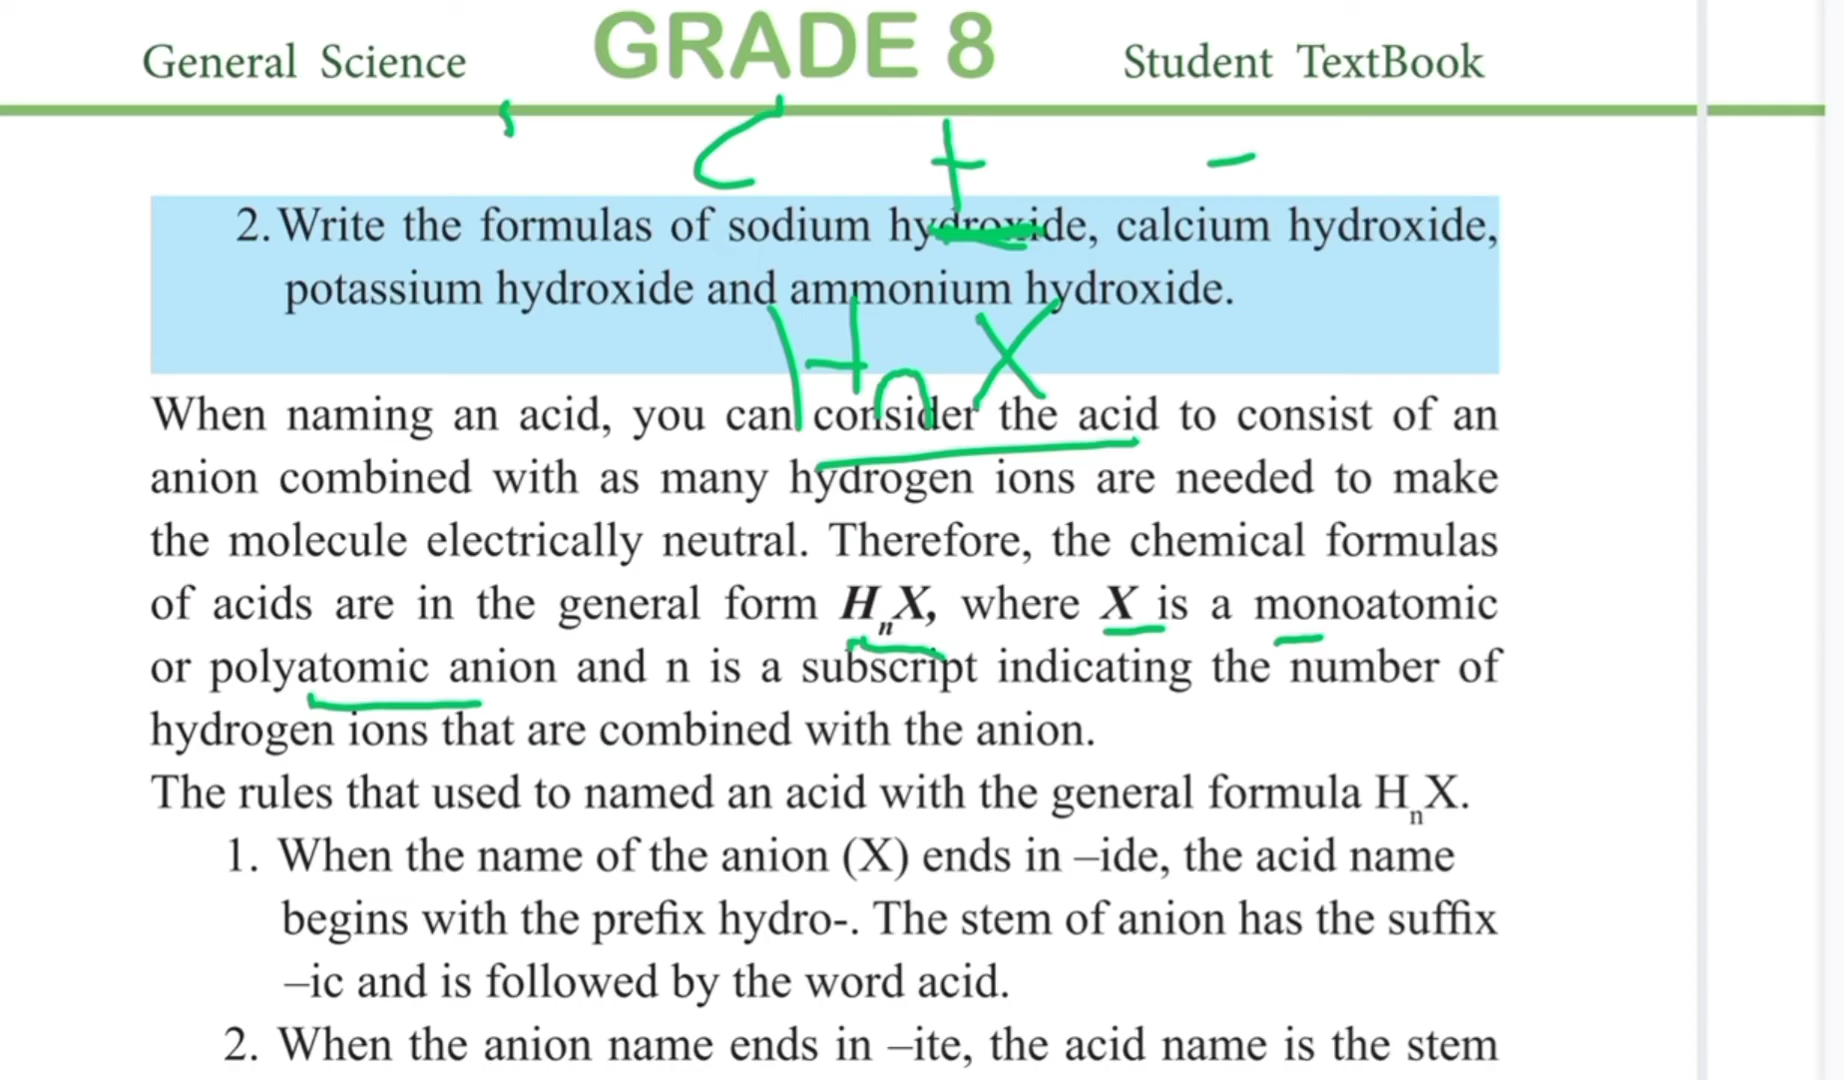 General Science GRADE 8 Student TextBook
C + -
2. Write the formulas of sodium hydroxide, calcium hydroxide,
potassium hydroxide and ammonium hydroxide.
HnX
When naming an acid, you can consider the acid to consist of an
anion combined with as many hydrogen ions are needed to make
the molecule electrically neutral. Therefore, the chemical formulas
of acids are in the general form HnX, where X is a monoatomic
or polyatomic anion and n is a subscript indicating the number of
hydrogen ions that are combined with the anion.
The rules that used to named an acid with the general formula HnX.
1. When the name of the anion (X) ends in –ide, the acid name
begins with the prefix hydro-. The stem of anion has the suffix
–ic and is followed by the word acid.
2. When the anion name ends in –ite, the acid name is the stem